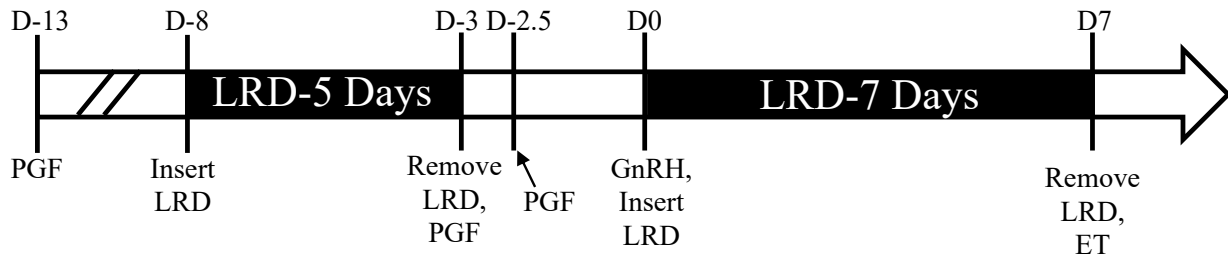 D-13 D-8 D-3 D-2.5 D0 D7
LRD-5 Days LRD-7 Days
PGF
Insert
LRD
Remove
LRD,
PGF
PGF
GnRH,
Insert
LRD
Remove
LRD,
ET